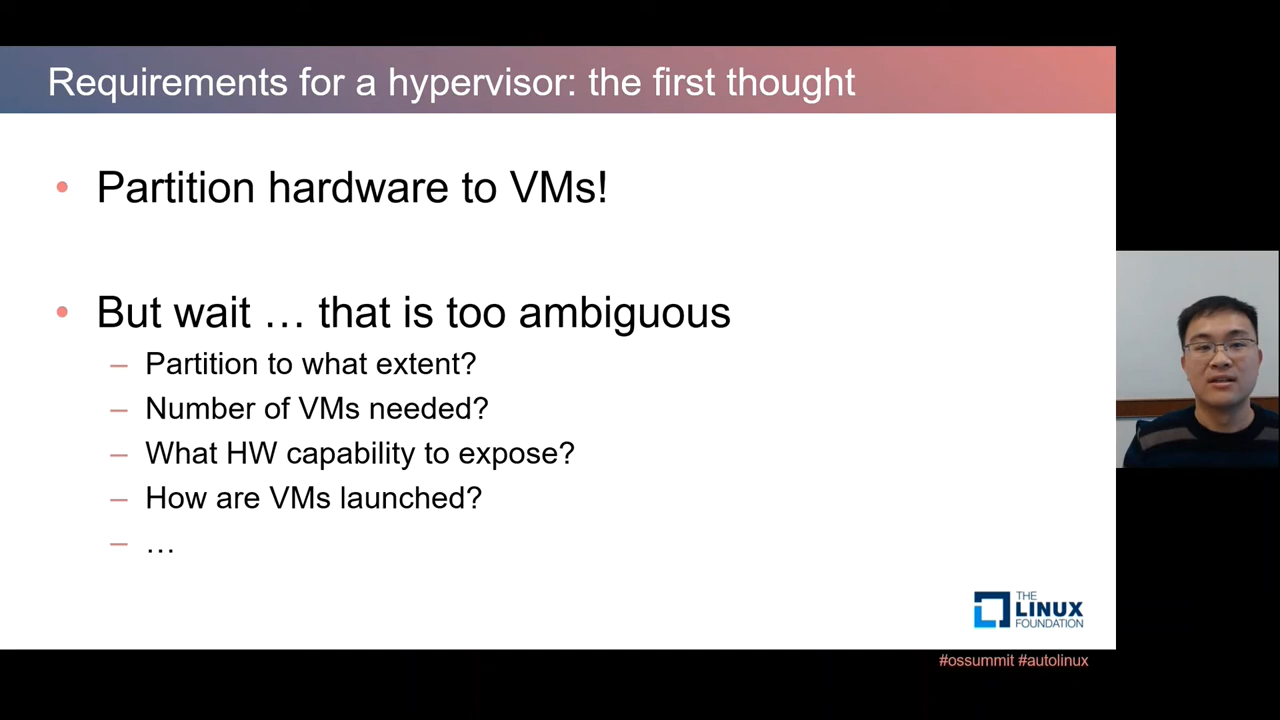 Requirements for a hypervisor: the first thought
• Partition hardware to VMs!
• But wait … that is too ambiguous
– Partition to what extent?
– Number of VMs needed?
– What HW capability to expose?
– How are VMs launched?
– …
THE
LINUX
FOUNDATION
#ossummit #autolinux